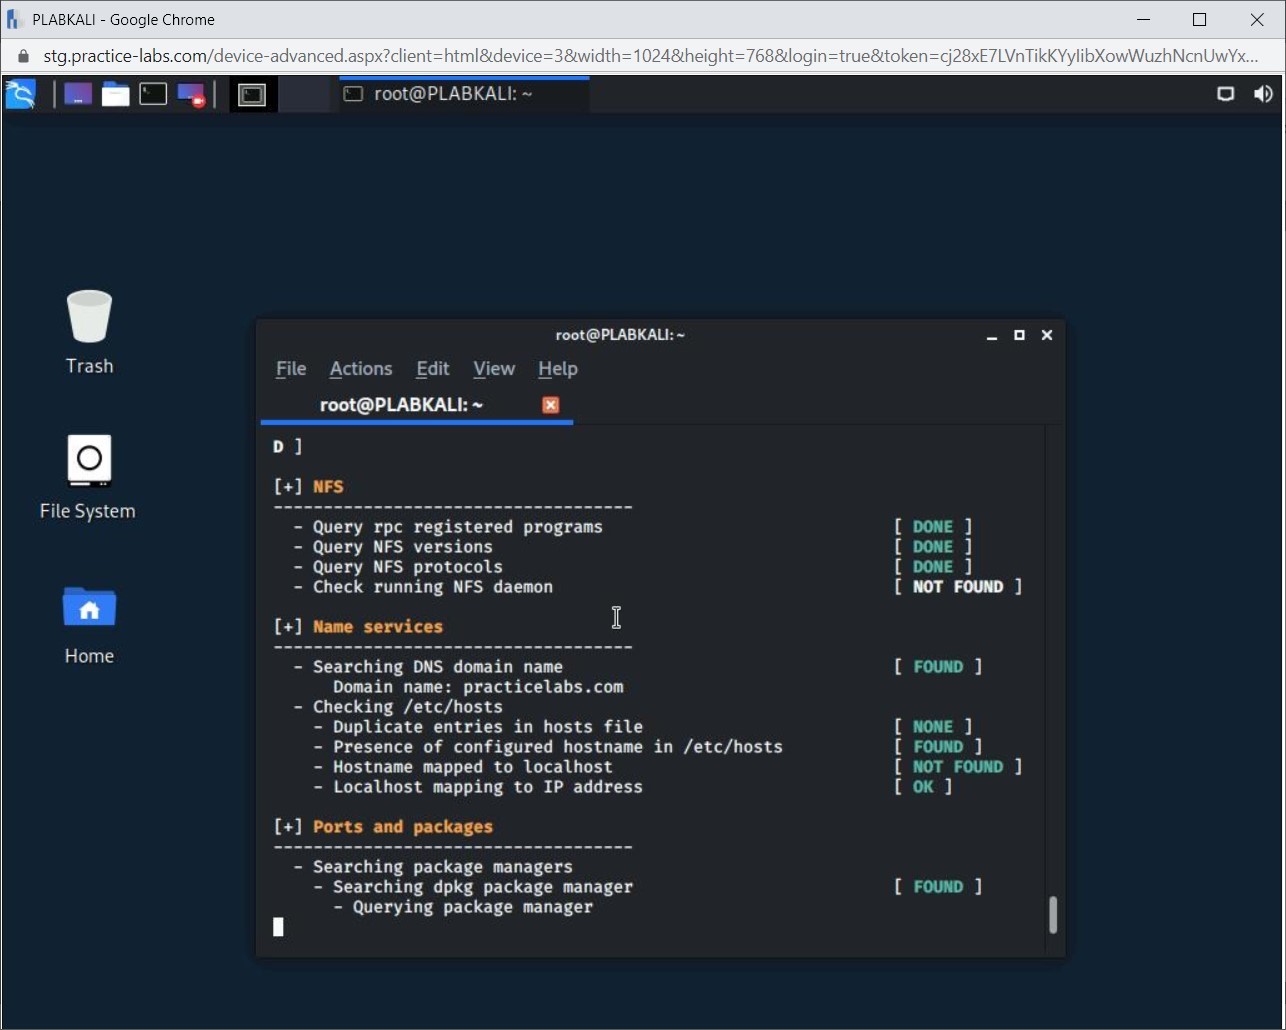 PLABKALI - Google Chrome
stg.practice-labs.com/device-advanced.aspx?client=html&device=3&width=1024&height=768&login=true&token=cj28xE7LVnTikKYylibXowWuzhNcnUwYx...
root@PLABKALI: ~
Trash
File System
Home
root@PLABKALI: ~
File Actions Edit View Help
root@PLABKALI: ~
D ]
[+] NFS
------------------------------------
- Query rpc registered programs [ DONE ]
- Query NFS versions [ DONE ]
- Query NFS protocols [ DONE ]
- Check running NFS daemon [ NOT FOUND ]
[+] Name services
------------------------------------
- Searching DNS domain name [ FOUND ]
Domain name: practicelabs.com
- Checking /etc/hosts
- Duplicate entries in hosts file [ NONE ]
- Presence of configured hostname in /etc/hosts [ FOUND ]
- Hostname mapped to localhost [ NOT FOUND ]
- Localhost mapping to IP address [ OK ]
[+] Ports and packages
------------------------------------
- Searching package managers
- Searching dpkg package manager [ FOUND ]
- Querying package manager